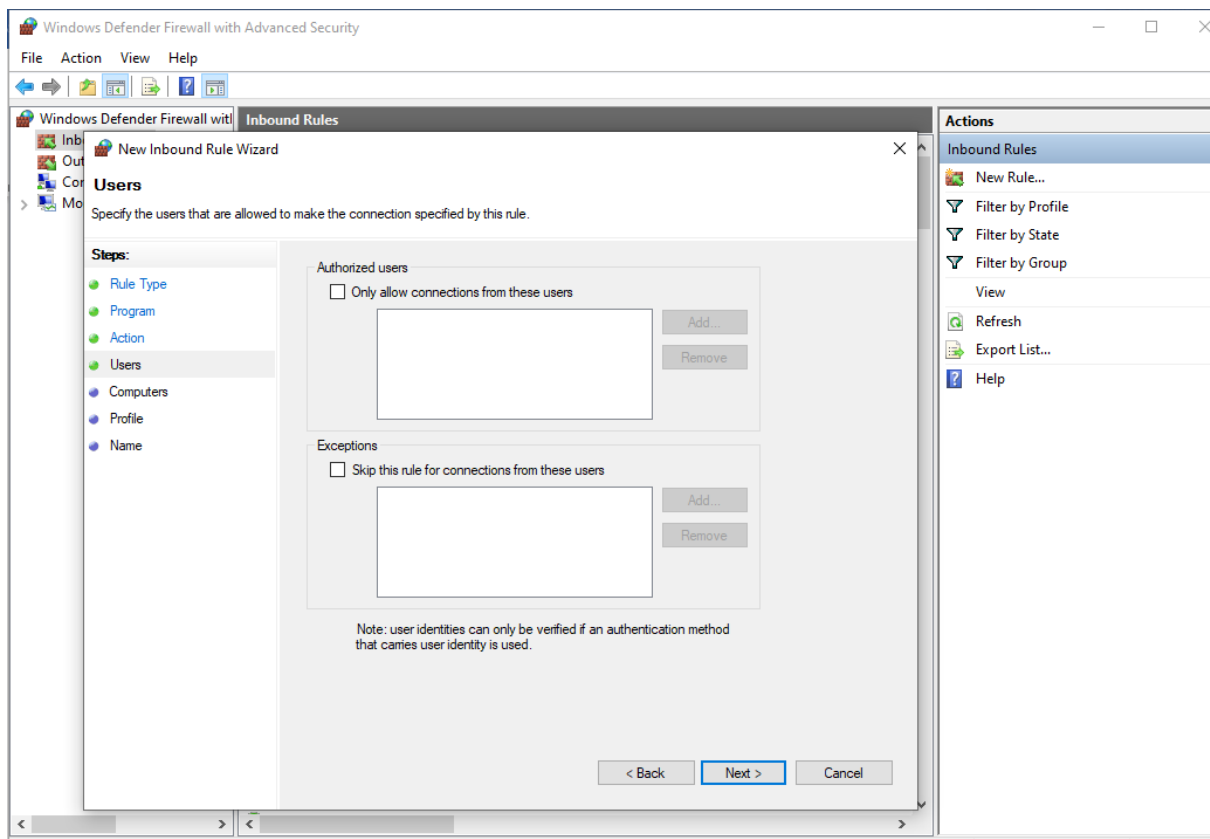 Windows Defender Firewall with Advanced Security
File Action View Help
Windows Defender Firewall with
Inb
Out
Cor
Mo
Inbound Rules
New Inbound Rule Wizard
Users
Specify the users that are allowed to make the connection specified by this rule.
Steps:
Rule Type
Program
Action
Users
Computers
Profile
Name
Authorized users
Only allow connections from these users
Add...
Remove
Exceptions
Skip this rule for connections from these users
Add...
Remove
Note: user identities can only be verified if an authentication method
that carries user identity is used.
< Back Next > Cancel
Actions
Inbound Rules
New Rule...
Filter by Profile
Filter by State
Filter by Group
View
Refresh
Export List...
Help